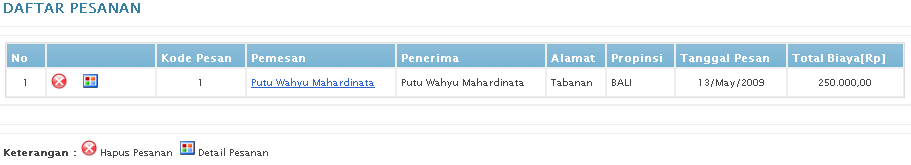 DAFTAR PESANAN
No Kode Pesan Pemesan Penerima Alamat Propinsi Tanggal Pesan Total Biaya[Rp]
1 1 Putu Wahyu Mahardinata Putu Wahyu Mahardinata Tabanan BALI 13/May/2009 250.000,00
Keterangan : Hapus Pesanan Detail Pesanan